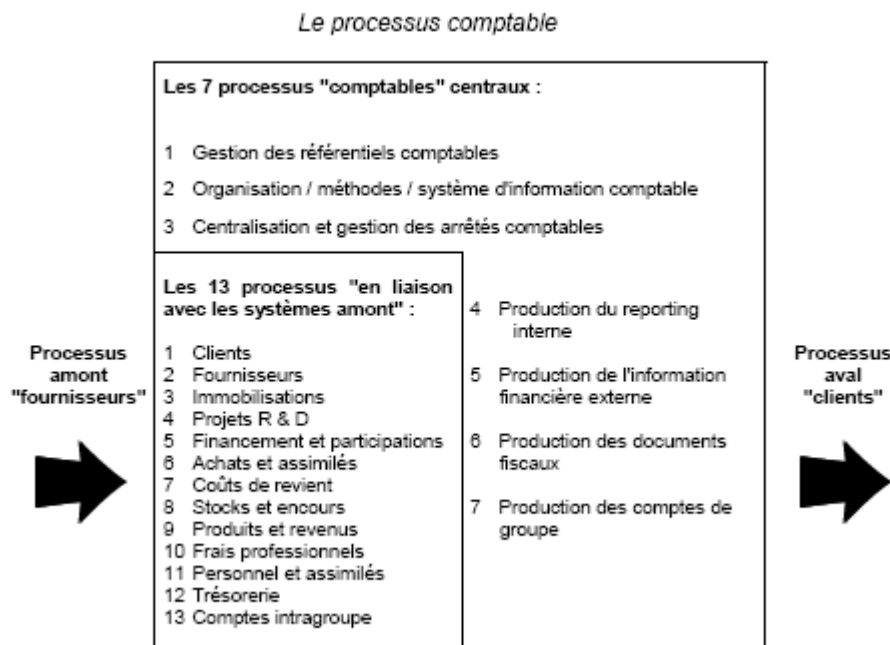 Le processus comptable
Les 7 processus "comptables" centraux :
1 Gestion des référentiels comptables
2 Organisation / méthodes / système d'information comptable
3 Centralisation et gestion des arrêtés comptables
Les 13 processus "en liaison
avec les systèmes amont" :
1 Clients
2 Fournisseurs
3 Immobilisations
4 Projets R & D
5 Financement et participations
6 Achats et assimilés
7 Coûts de revient
8 Stocks et encours
9 Produits et revenus
10 Frais professionnels
11 Personnel et assimilés
12 Trésorerie
13 Comptes intragroupe
4 Production du reporting
interne
5 Production de l'information
financière externe
6 Production des documents
fiscaux
7 Production des comptes de
groupe
Processus
amont
"fournisseurs"
Processus
aval
"clients"